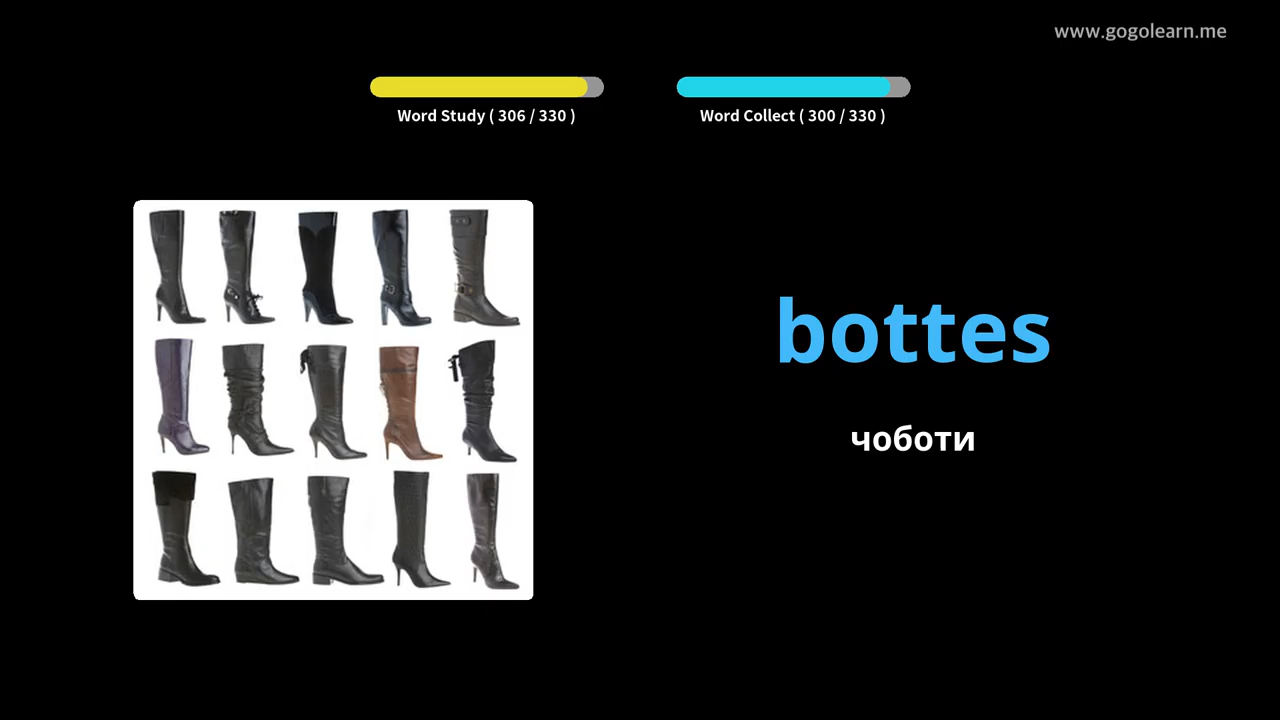 www.gogolearn.me
Word Study ( 306 / 330 )
Word Collect ( 300 / 330 )
bottes
чоботи